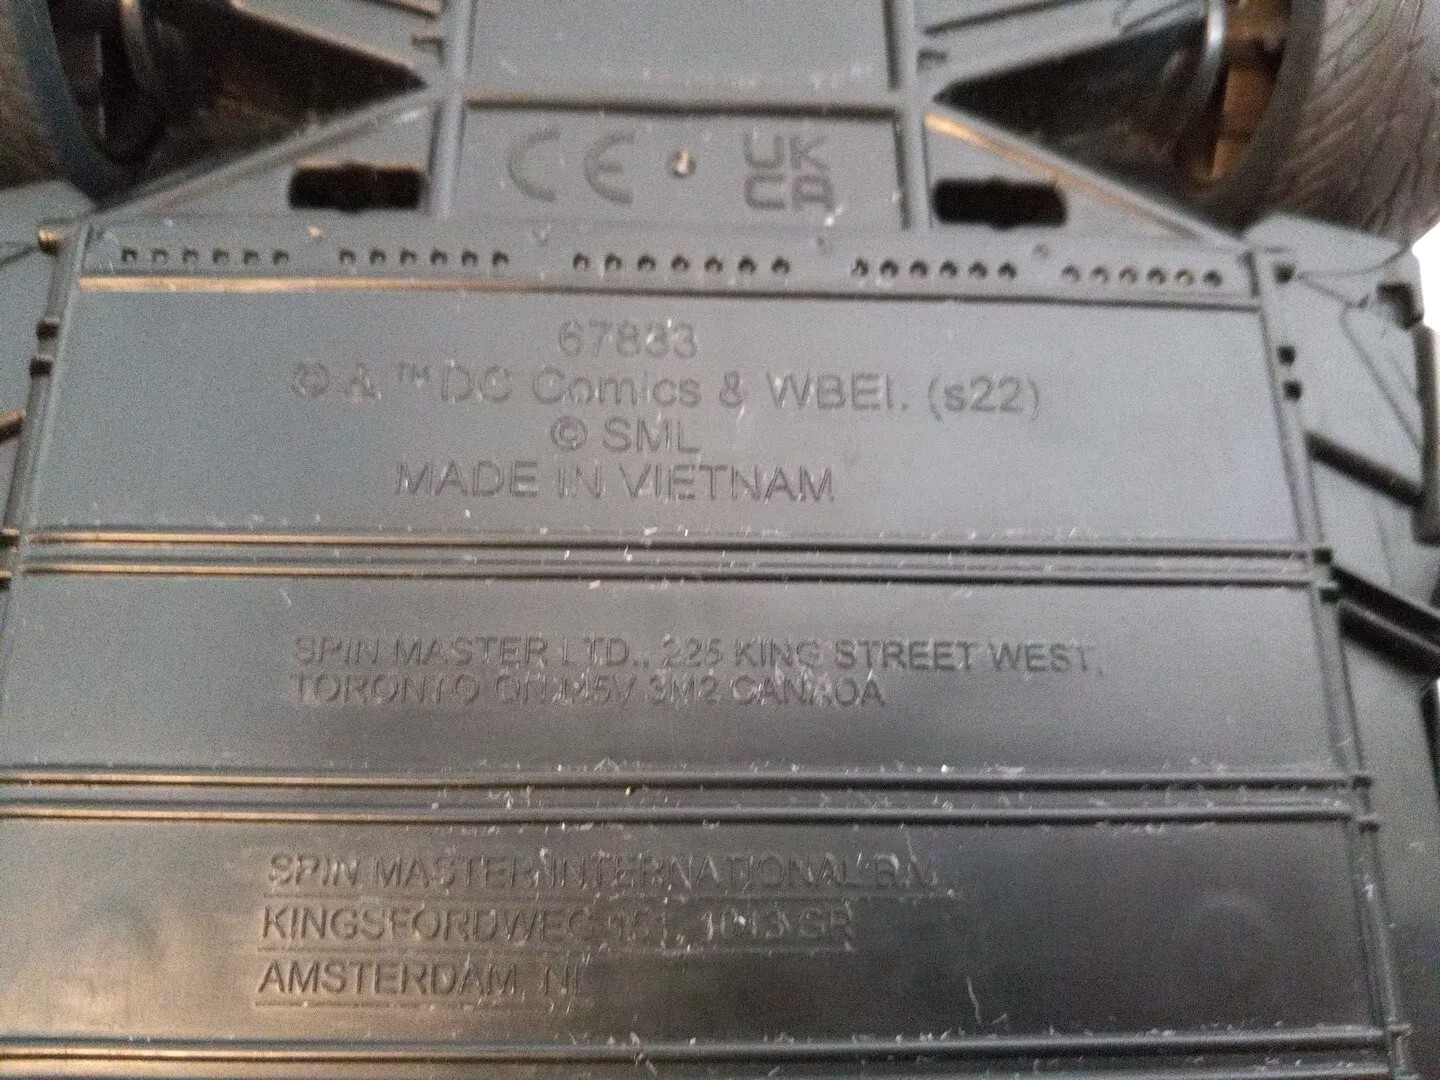 CE UK CA
67833
© & ™ DC Comics & WBEI. (s22)
© SML
MADE IN VIETNAM
SPIN MASTER LTD., 225 KING STREET WEST,
TORONTO ON M5V 3M2 CANADA
SPIN MASTER INTERNATIONAL B.V.
KINGSFORDWEG 151, 1043 GR
AMSTERDAM, NL